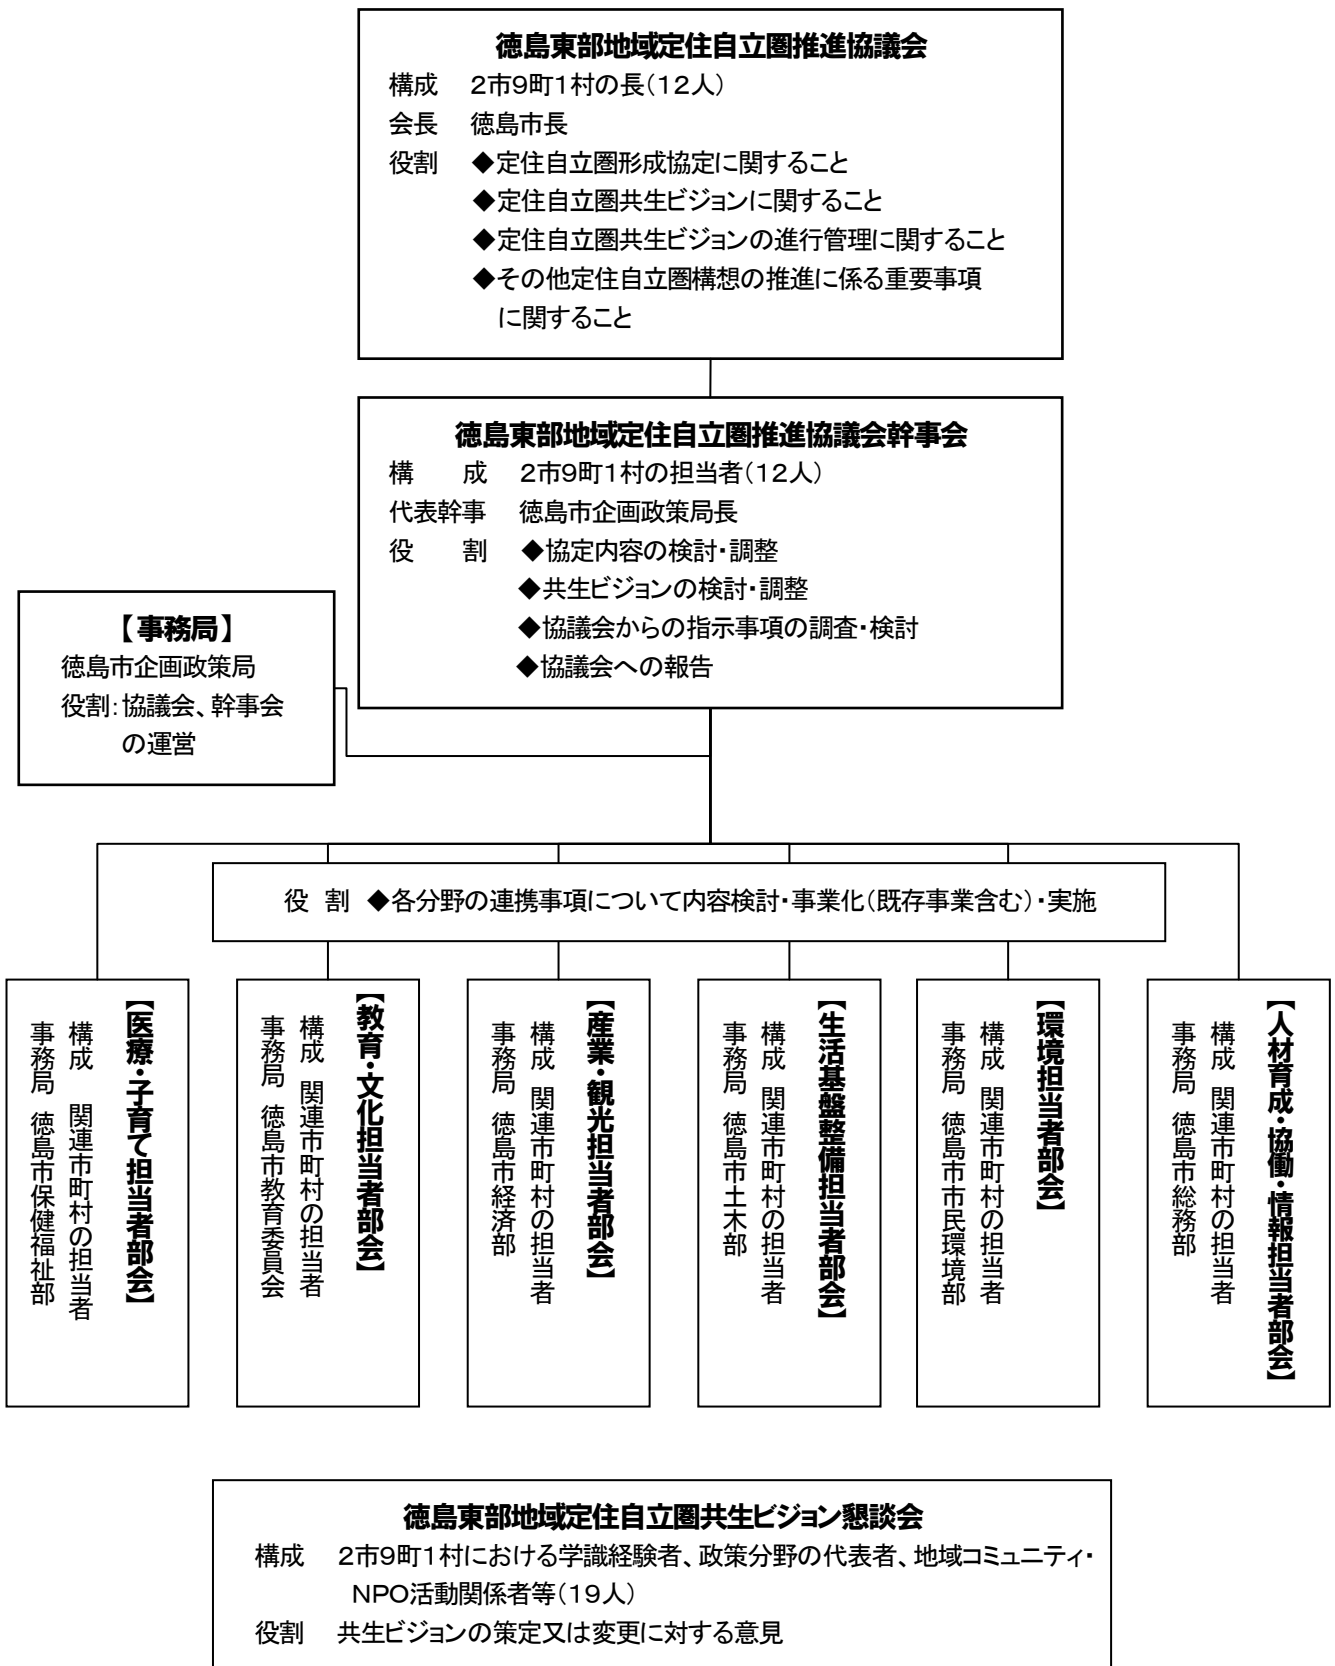 徳島東部地域定住自立圏推進協議会
構成　2市9町1村の長(12人)
会長　徳島市長
役割　◆定住自立圏形成協定に関すること
◆定住自立圏共生ビジョンに関すること
◆定住自立圏共生ビジョンの進行管理に関すること
◆その他定住自立圏構想の推進に係る重要事項
に関すること
徳島東部地域定住自立圏推進協議会幹事会
構　　成　2市9町1村の担当者(12人)
代表幹事　徳島市企画政策局長
役　　割　◆協定内容の検討・調整
◆共生ビジョンの検討・調整
◆協議会からの指示事項の調査・検討
◆協議会への報告
【事務局】
徳島市企画政策局
役割:協議会、幹事会
の運営
役　割　◆各分野の連携事項について内容検討・事業化(既存事業含む)・実施
【医療・子育て担当者部会】
構成　関連市町村の担当者
事務局　徳島市保健福祉部
【教育・文化担当者部会】
構成　関連市町村の担当者
事務局　徳島市教育委員会
【産業・観光担当者部会】
構成　関連市町村の担当者
事務局　徳島市経済部
【生活基盤整備担当者部会】
構成　関連市町村の担当者
事務局　徳島市土木部
【環境担当者部会】
構成　関連市町村の担当者
事務局　徳島市市民環境部
【人材育成・協働・情報担当者部会】
構成　関連市町村の担当者
事務局　徳島市総務部
徳島東部地域定住自立圏共生ビジョン懇談会
構成　2市9町1村における学識経験者、政策分野の代表者、地域コミュニティ・
NPO活動関係者等(19人)
役割　共生ビジョンの策定又は変更に対する意見